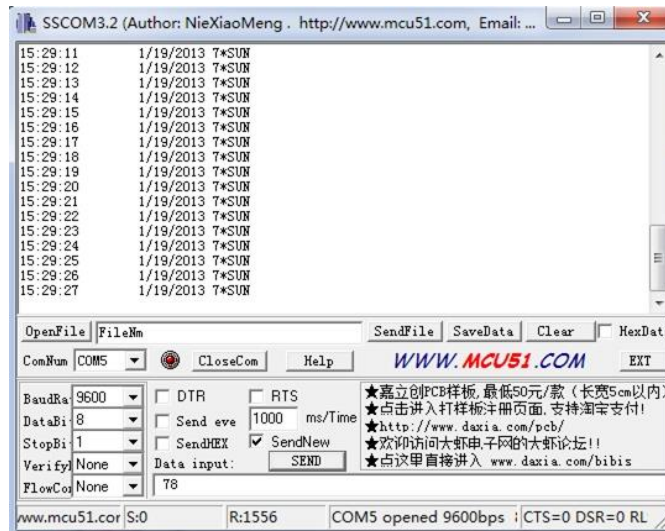 SSCOM3.2 (Author: NieXiaoMeng . http://www.mcu51.com, Email: ...
15:29:11 1/19/2013 7*SUN
15:29:12 1/19/2013 7*SUN
15:29:13 1/19/2013 7*SUN
15:29:14 1/19/2013 7*SUN
15:29:15 1/19/2013 7*SUN
15:29:16 1/19/2013 7*SUN
15:29:17 1/19/2013 7*SUN
15:29:18 1/19/2013 7*SUN
15:29:19 1/19/2013 7*SUN
15:29:20 1/19/2013 7*SUN
15:29:21 1/19/2013 7*SUN
15:29:22 1/19/2013 7*SUN
15:29:23 1/19/2013 7*SUN
15:29:24 1/19/2013 7*SUN
15:29:25 1/19/2013 7*SUN
15:29:26 1/19/2013 7*SUN
15:29:27 1/19/2013 7*SUN
OpenFile FileNm SendFile SaveData Clear HexDat
ComNum COM5 CloseCom Help WWW.MCU51.COM EXT
BaudRa 9600 DTR RTS
DataBi 8 Send eve 1000 ms/Time
StopBi 1 SendHEX SendNew
Verify None Data input: SEND
FlowCo None 78
★嘉立创PCB样板,最低50元/款(长宽5cm以内)
★点击进入打样板注册页面,支持淘宝支付!
★http://www.daxia.com/pcb/
★欢迎访问大虾电子网的大虾论坛!!
★点这里直接进入 www.daxia.com/bibis
www.mcu51.cor S:0 R:1556 COM5 opened 9600bps CTS=0 DSR=0 RL